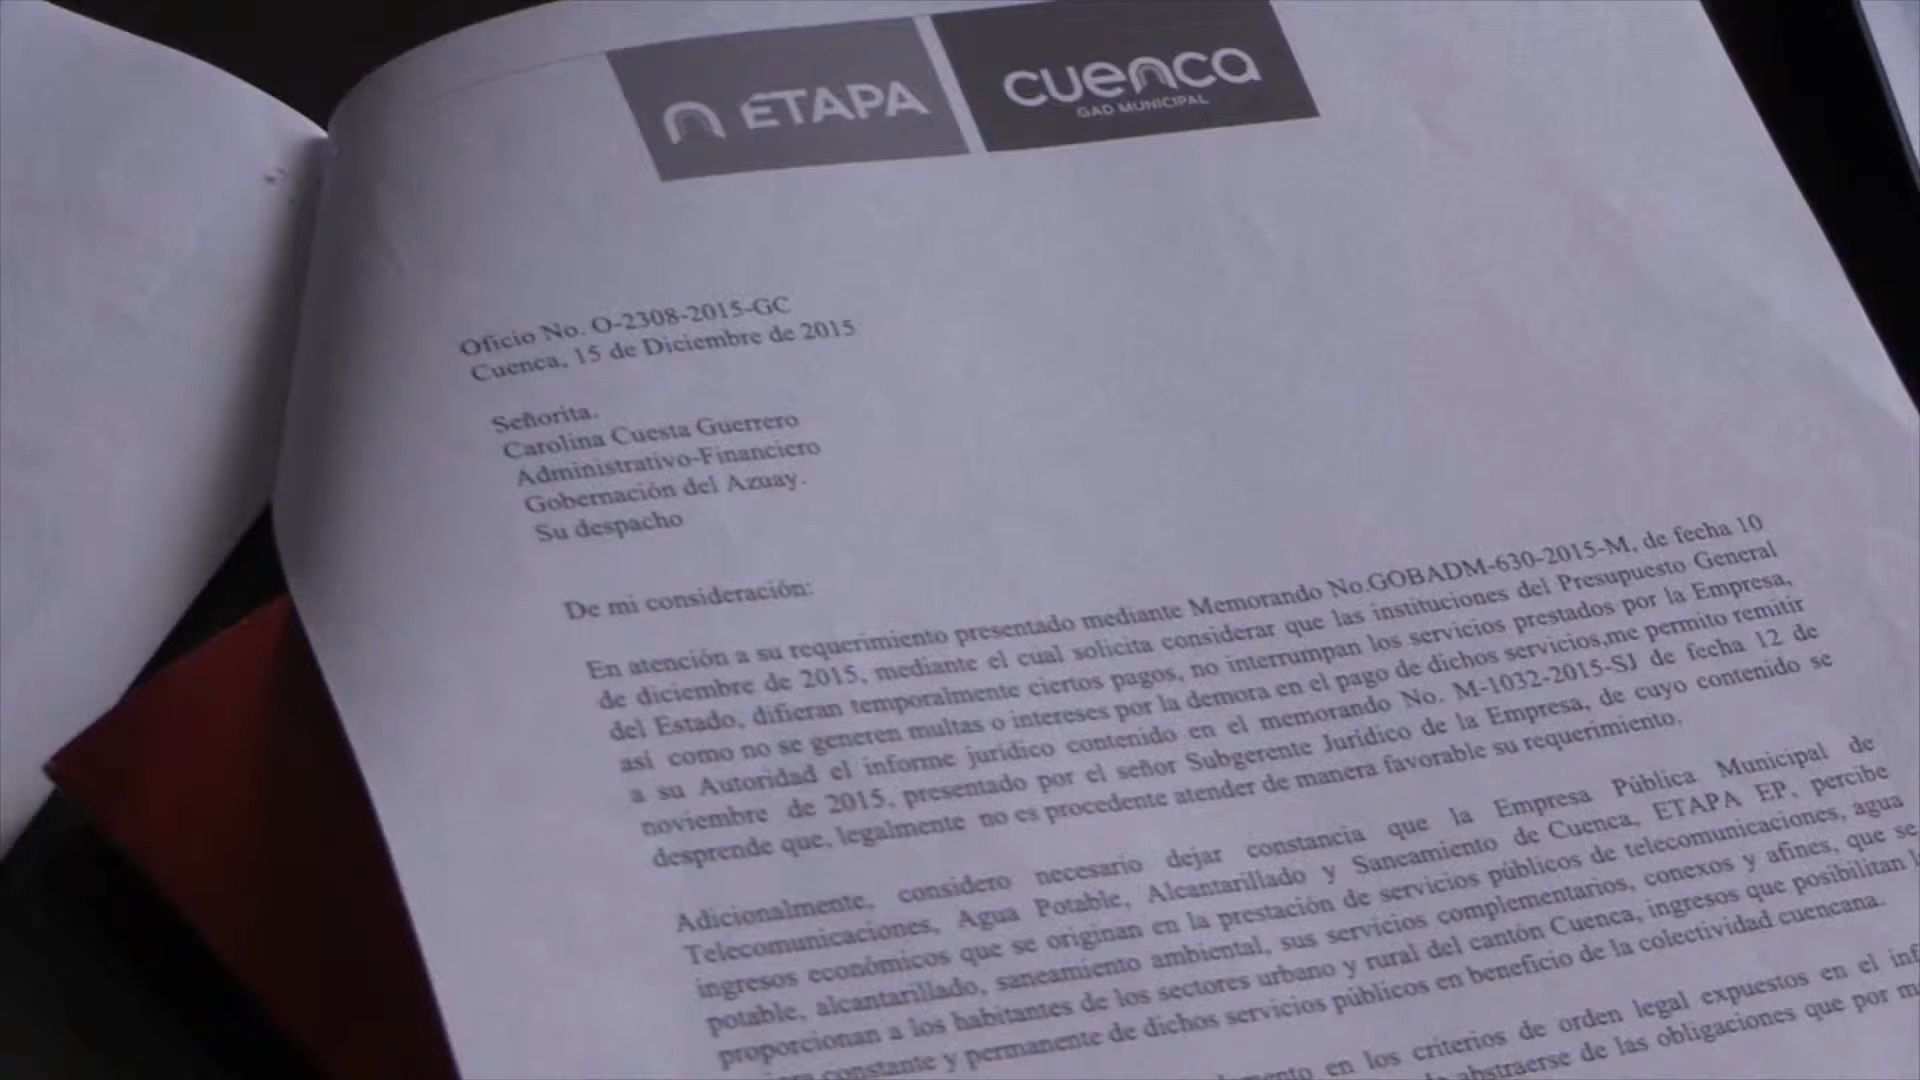 ETAPA
cuenca
GAD MUNICIPAL
Oficio No. O-2308-2015-GC
Cuenca, 15 de Diciembre de 2015
Señorita.
Carolina Cuesta Guerrero
Administrativo-Financiero
Gobernación del Azuay.
Su despacho
De mi consideración:
En atención a su requerimiento presentado mediante Memorando No.GOBADM-630-2015-M, de fecha 10
de diciembre de 2015, mediante el cual solicita considerar que las instituciones del Presupuesto General
del Estado, difieran temporalmente ciertos pagos, no interrumpan los servicios prestados por la Empresa,
así como no se generen multas o intereses por la demora en el pago de dichos servicios,me permito remitir
a su Autoridad el informe jurídico contenido en el memorando No. M-1032-2015-SJ de fecha 12 de
noviembre de 2015, presentado por el señor Subgerente Jurídico de la Empresa, de cuyo contenido se
desprende que, legalmente no es procedente atender de manera favorable su requerimiento.
Adicionalmente, considero necesario dejar constancia que la Empresa Pública Municipal de
Telecomunicaciones, Agua Potable, Alcantarillado y Saneamiento de Cuenca, ETAPA EP, percibe
ingresos económicos que se originan en la prestación de servicios públicos de telecomunicaciones, agua
potable, alcantarillado, saneamiento ambiental, sus servicios complementarios, conexos y afines, que se
proporcionan a los habitantes de los sectores urbano y rural del cantón Cuenca, ingresos que posibilitan
constante y permanente de dichos servicios públicos en beneficio de la colectividad cuencana.
en los criterios de orden legal expuestos en el
abstraerse de las obligaciones que por